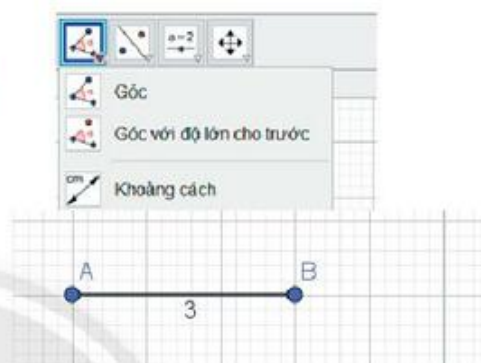 a=2
Góc
Góc với độ lớn cho trước
cm
Khoảng cách
A B
3